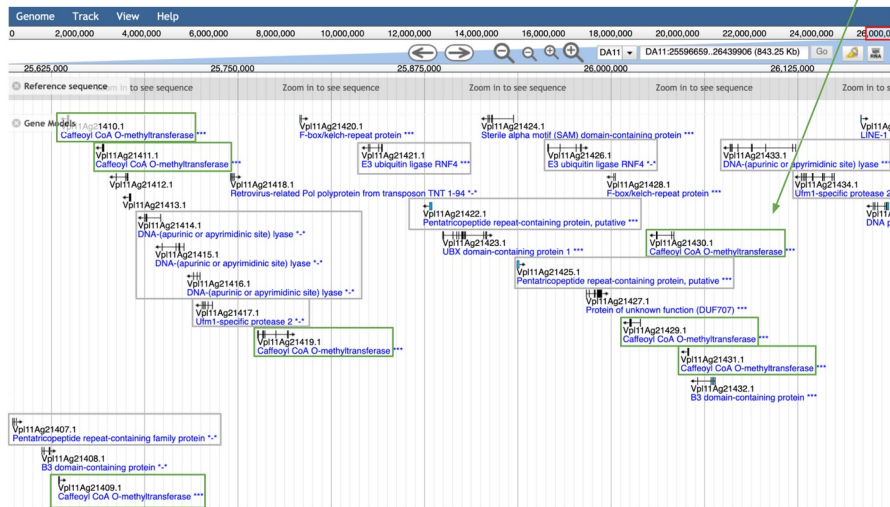 Genome Track View Help
0 2,000,000 4,000,000 6,000,000 8,000,000 10,000,000 12,000,000 14,000,000 16,000,000 18,000,000 20,000,000 22,000,000 24,000,000 26,000,0
DA11 DA11:25596659..26439906 (843.25 Kb) Go
25,625,000 25,750,000 25,875,000 26,000,000 26,125,000
Reference sequence Zoom in to see sequence Zoom in to see sequence Zoom in to see sequence Zoom in to see sequence Zoom in to s
Gene Models
Vpl11Ag21410.1
Caffeoyl CoA O-methyltransferase ***
Vpl11Ag21420.1
F-box/kelch-repeat protein ***
Vpl11Ag21424.1
Sterile alpha motif (SAM) domain-containing protein ***
Vpl11Ag
LINE-1
Vpl11Ag21411.1
Caffeoyl CoA O-methyltransferase ***
Vpl11Ag21421.1
E3 ubiquitin ligase RNF4 ***
Vpl11Ag21426.1
E3 ubiquitin ligase RNF4 *-*
Vpl11Ag21433.1
DNA-(apurinic or apyrimidinic site) lyase ***
Vpl11Ag21412.1
Vpl11Ag21418.1
Retrovirus-related Pol polyprotein from transposon TNT 1-94 *-*
Vpl11Ag21428.1
F-box/kelch-repeat protein ***
Vpl11Ag21434.1
Ufm1-specific protease 2
Vpl11Ag21413.1
Vpl11Ag21414.1
DNA-(apurinic or apyrimidinic site) lyase *-*
Vpl11Ag21422.1
Pentatricopeptide repeat-containing protein, putative ***
Vpl11A
DNA p
Vpl11Ag21415.1
DNA-(apurinic or apyrimidinic site) lyase *-*
Vpl11Ag21423.1
UBX domain-containing protein 1 ***
Vpl11Ag21430.1
Caffeoyl CoA O-methyltransferase ***
Vpl11Ag21416.1
DNA-(apurinic or apyrimidinic site) lyase *-*
Vpl11Ag21425.1
Pentatricopeptide repeat-containing protein, putative ***
Vpl11Ag21417.1
Ufm1-specific protease 2 *-*
Vpl11Ag21427.1
Protein of unknown function (DUF707) ***
Vpl11Ag21419.1
Caffeoyl CoA O-methyltransferase ***
Vpl11Ag21429.1
Caffeoyl CoA O-methyltransferase ***
Vpl11Ag21431.1
Caffeoyl CoA O-methyltransferase ***
Vpl11Ag21432.1
B3 domain-containing protein ***
Vpl11Ag21407.1
Pentatricopeptide repeat-containing family protein *-*
Vpl11Ag21408.1
B3 domain-containing protein *-*
Vpl11Ag21409.1
Caffeoyl CoA O-methyltransferase ***